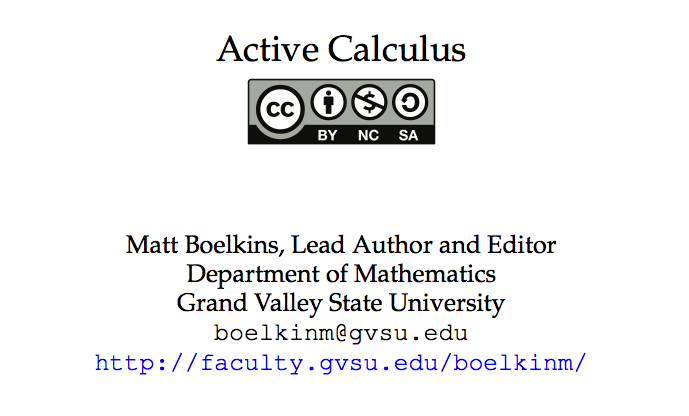 Active Calculus
cc
BY NC SA
Matt Boelkins, Lead Author and Editor
Department of Mathematics
Grand Valley State University
boelkinm@gvsu.edu
http://faculty.gvsu.edu/boelkinm/